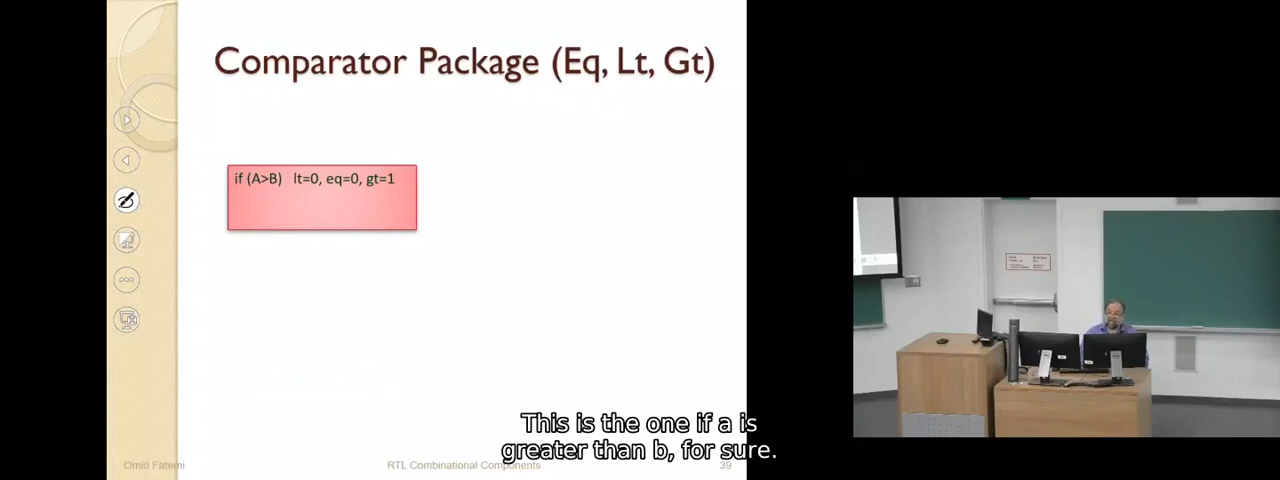 Comparator Package (Eq, Lt, Gt)
if (A>B) lt=0, eq=0, gt=1
This is the one if a is
greater than b, for sure.
Omid Fatemi
RTL Combinational Components
39